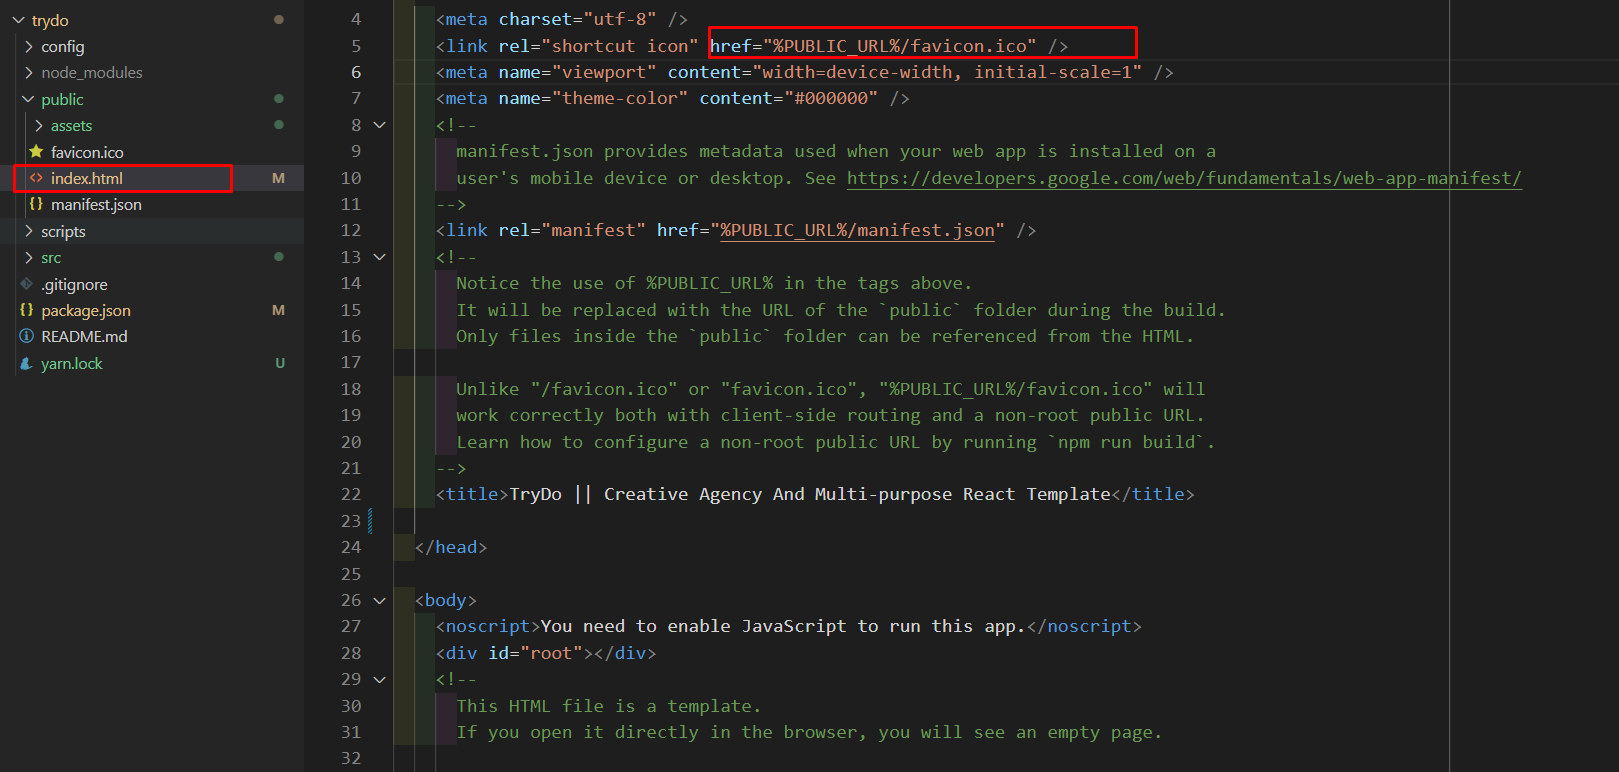 trydo
config
node_modules
public
assets
favicon.ico
<> index.html M
{} manifest.json
scripts
src
.gitignore
{} package.json M
README.md
yarn.lock U
4 <meta charset="utf-8" />
5 <link rel="shortcut icon" href="%PUBLIC_URL%/favicon.ico" />
6 <meta name="viewport" content="width=device-width, initial-scale=1" />
7 <meta name="theme-color" content="#000000" />
8 <!--
9 manifest.json provides metadata used when your web app is installed on a
10 user's mobile device or desktop. See https://developers.google.com/web/fundamentals/web-app-manifest/
11 -->
12 <link rel="manifest" href="%PUBLIC_URL%/manifest.json" />
13 <!--
14 Notice the use of %PUBLIC_URL% in the tags above.
15 It will be replaced with the URL of the `public` folder during the build.
16 Only files inside the `public` folder can be referenced from the HTML.
17
18 Unlike "/favicon.ico" or "favicon.ico", "%PUBLIC_URL%/favicon.ico" will
19 work correctly both with client-side routing and a non-root public URL.
20 Learn how to configure a non-root public URL by running `npm run build`.
21 -->
22 <title>TryDo || Creative Agency And Multi-purpose React Template</title>
23
24 </head>
25
26 <body>
27 <noscript>You need to enable JavaScript to run this app.</noscript>
28 <div id="root"></div>
29 <!--
30 This HTML file is a template.
31 If you open it directly in the browser, you will see an empty page.
32